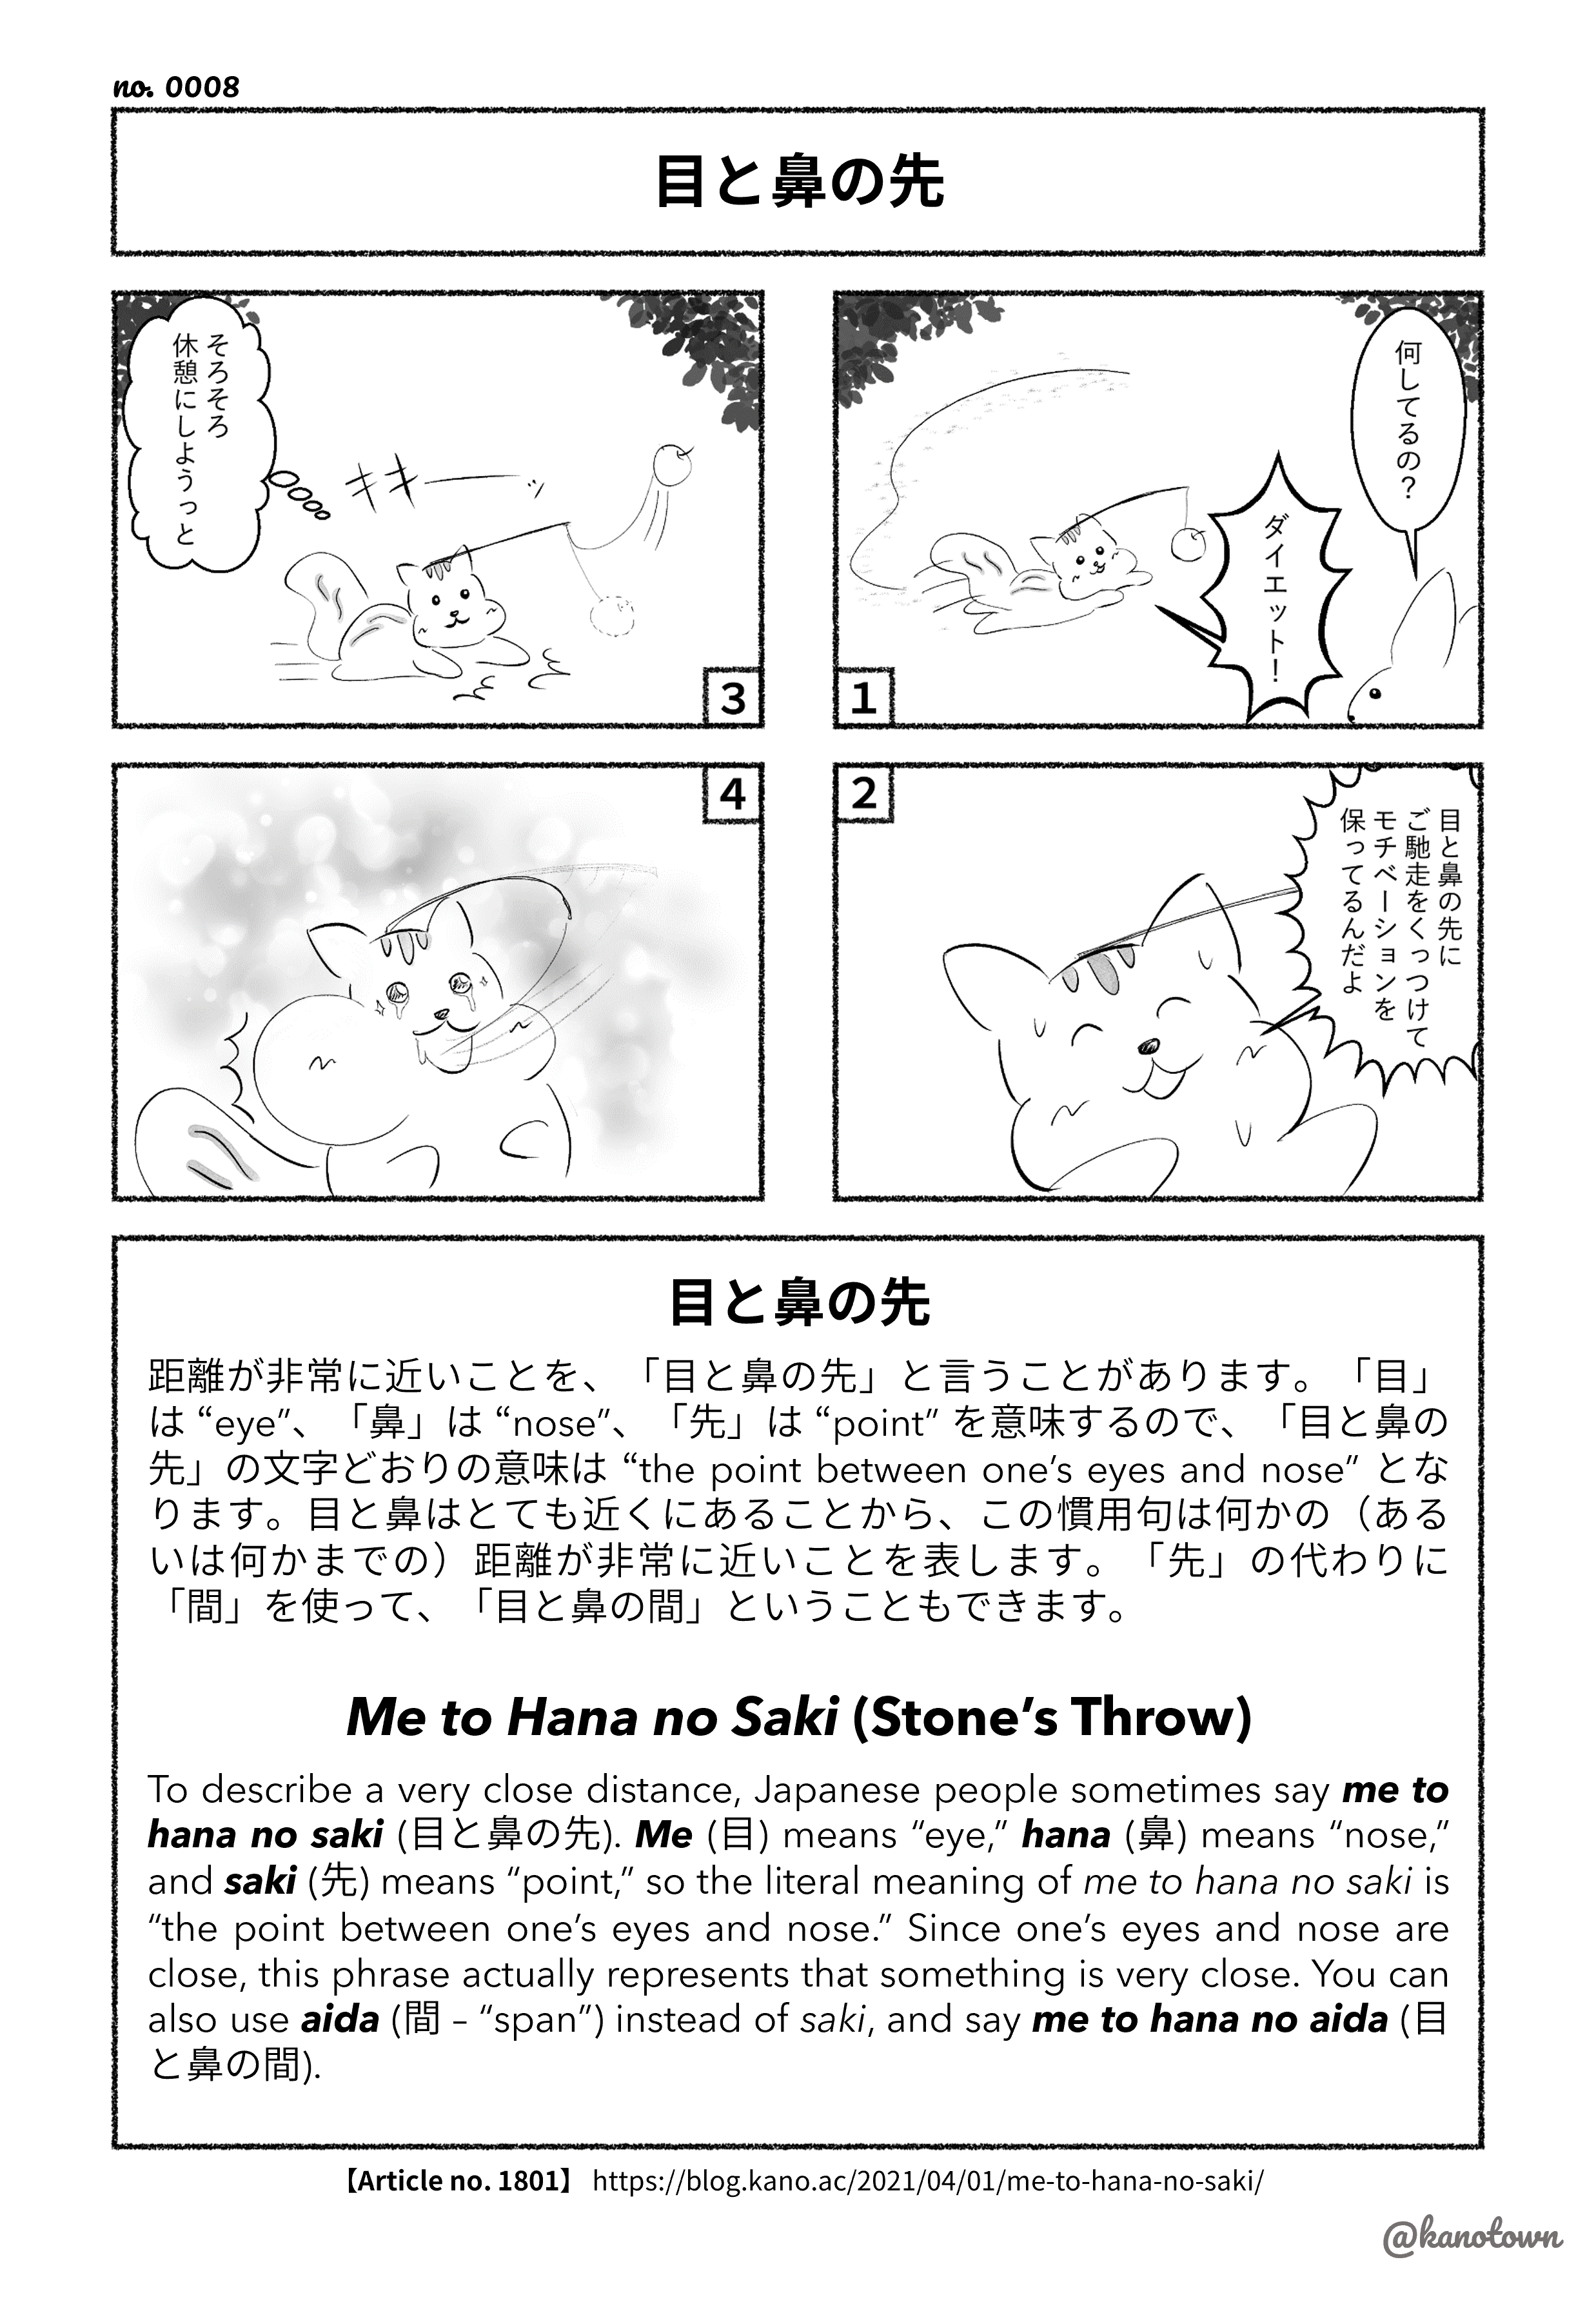 no. 0008
目と鼻の先
何してるの？
ダイエット！
1
目と鼻の先に
ご馳走をくっつけて
モチベーションを
保ってるんだよ
2
そろそろ
休憩にしようっと
キキーッ
3
4
目と鼻の先
距離が非常に近いことを、「目と鼻の先」と言うことがあります。「目」
は “eye”、「鼻」は “nose”、「先」は “point” を意味するので、「目と鼻の
先」の文字どおりの意味は “the point between one’s eyes and nose” とな
ります。目と鼻はとても近くにあることから、この慣用句は何かの（ある
いは何かまでの）距離が非常に近いことを表します。「先」の代わりに
「間」を使って、「目と鼻の間」ということもできます。
Me to Hana no Saki (Stone’s Throw)
To describe a very close distance, Japanese people sometimes say me to
hana no saki (目と鼻の先). Me (目) means “eye,” hana (鼻) means “nose,”
and saki (先) means “point,” so the literal meaning of me to hana no saki is
“the point between one’s eyes and nose.” Since one’s eyes and nose are
close, this phrase actually represents that something is very close. You can
also use aida (間 – “span”) instead of saki, and say me to hana no aida (目
と鼻の間).
【Article no. 1801】 https://blog.kano.ac/2021/04/01/me-to-hana-no-saki/
@kanotown